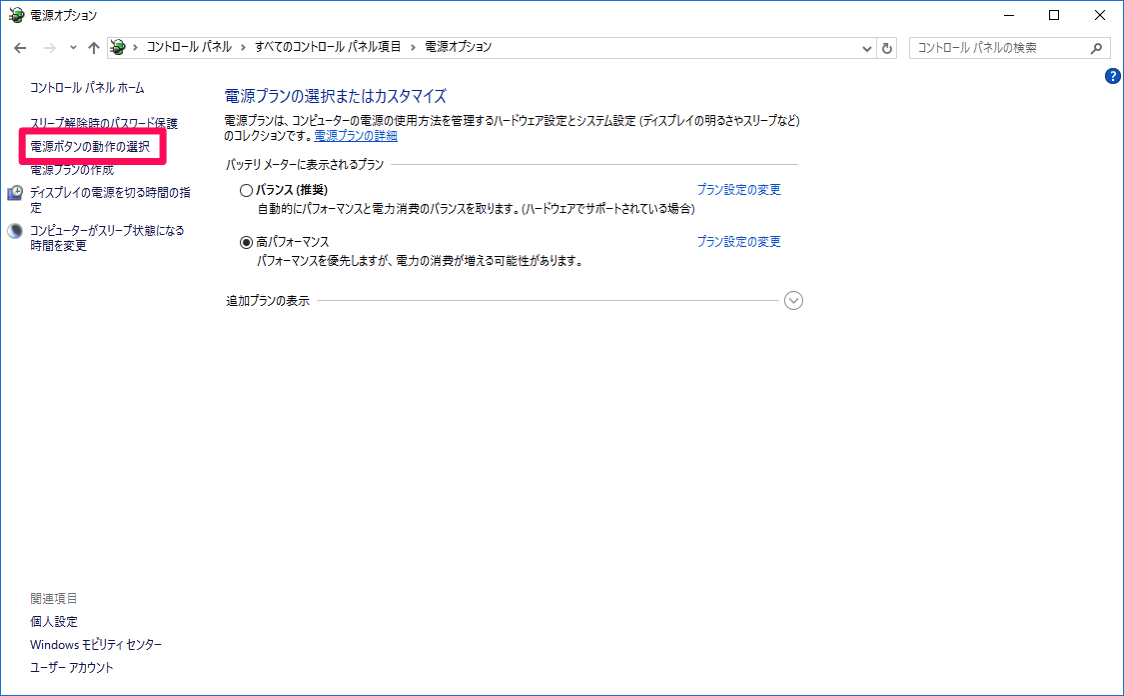 電源オプション
コントロール パネル
すべてのコントロール パネル項目
電源オプション
コントロール パネルの検索
?
コントロール パネル ホーム
スリープ解除時のパスワード保護
電源ボタンの動作の選択
電源プランの作成
ディスプレイの電源を切る時間の指
定
コンピューターがスリープ状態になる
時間を変更
電源プランの選択またはカスタマイズ
電源プランは、コンピューターの電源の使用方法を管理するハードウェア設定とシステム設定 (ディスプレイの明るさやスリープなど)
のコレクションです。電源プランの詳細
バッテリ メーターに表示されるプラン
バランス (推奨)
プラン設定の変更
自動的にパフォーマンスと電力消費のバランスを取ります。(ハードウェアでサポートされている場合)
高パフォーマンス
プラン設定の変更
パフォーマンスを優先しますが、電力の消費が増える可能性があります。
追加プランの表示
関連項目
個人設定
Windows モビリティ センター
ユーザー アカウント